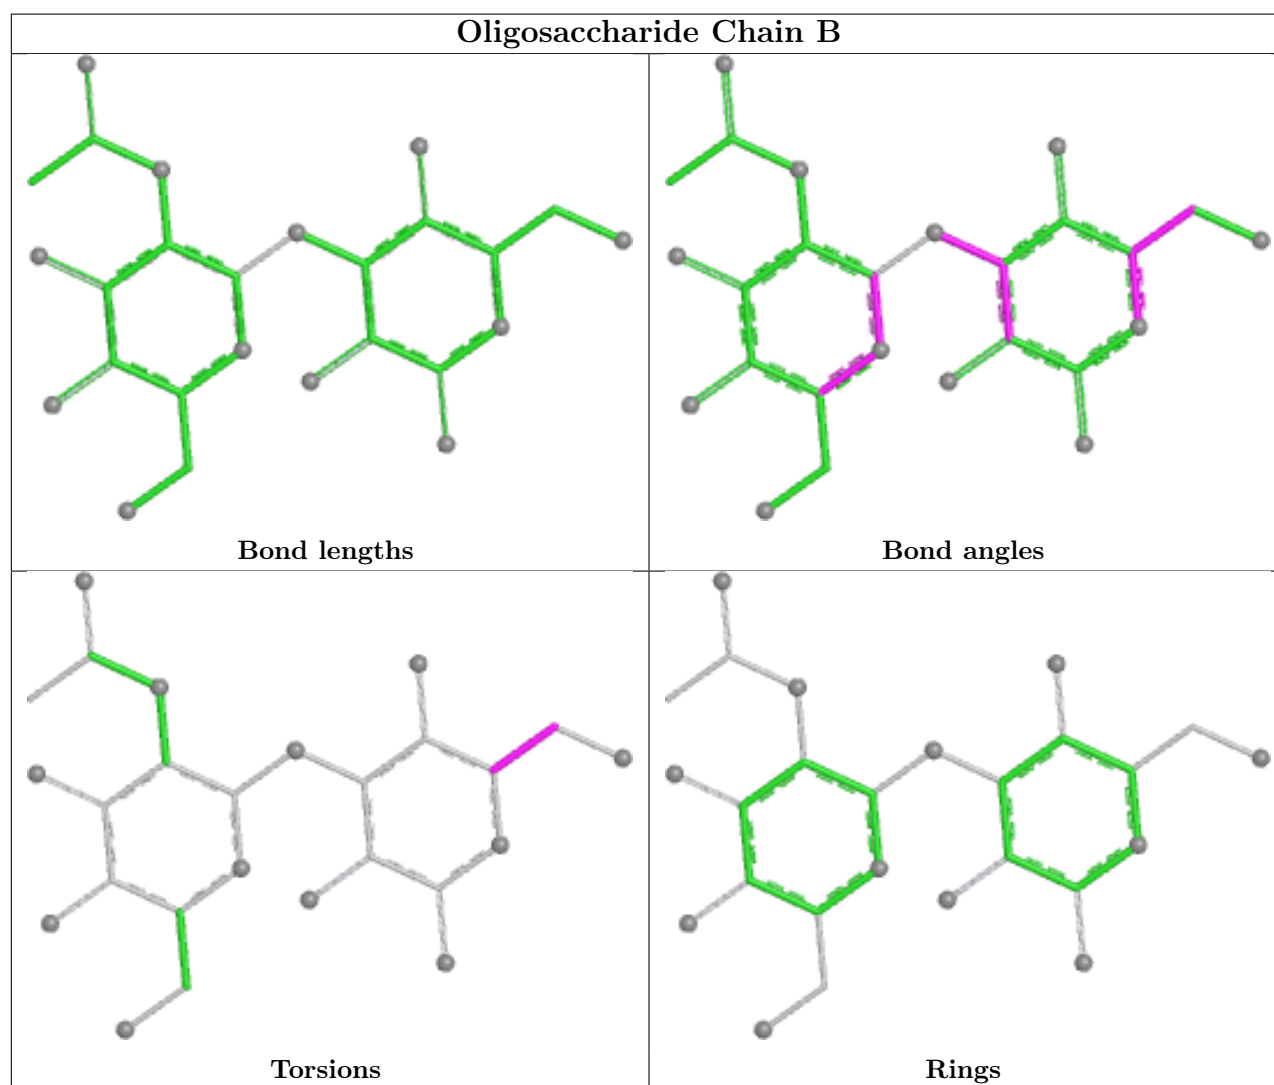 Oligosaccharide Chain B
Bond lengths
Bond angles
Torsions
Rings